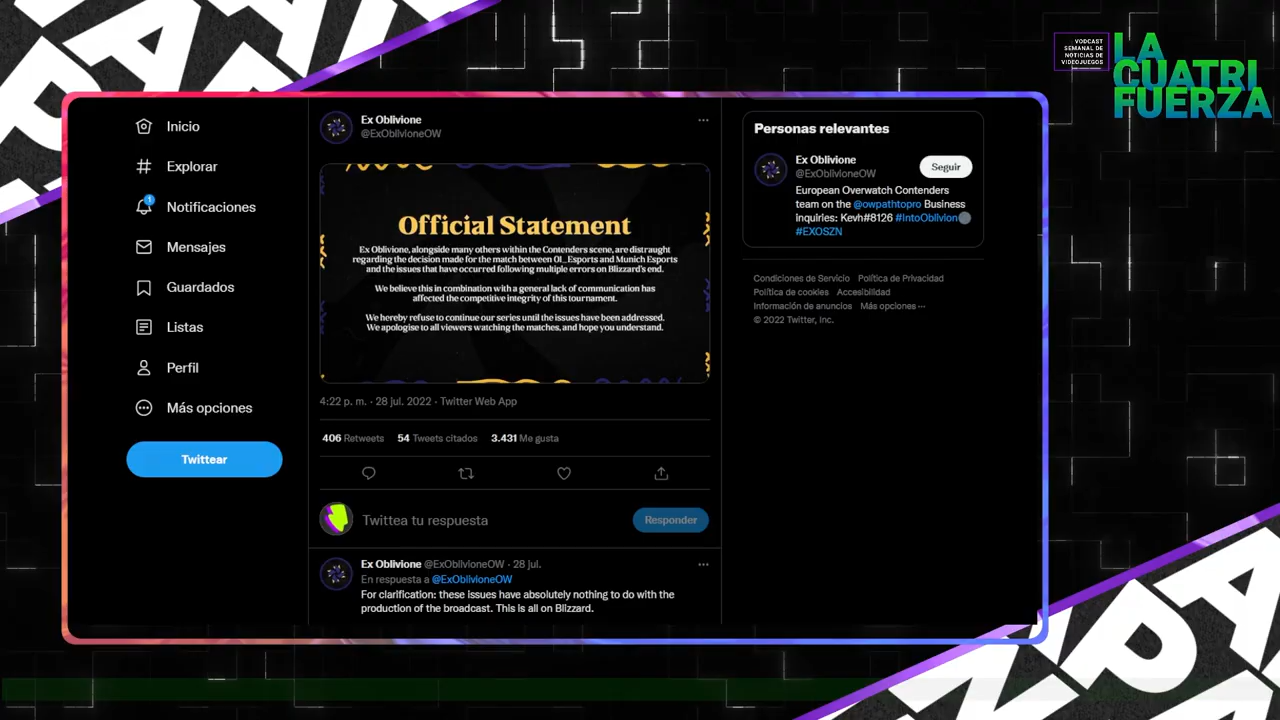 VODCAST
SEMANAL DE
NOTICIAS DE
VIDEOJUEGOS
LA
CUATRI
FUERZA
Inicio
Explorar
1
Notificaciones
Mensajes
Guardados
Listas
Perfil
Más opciones
Twittear
Ex Oblivione
@ExOblivioneOW
Official Statement
Ex Oblivione, alongside many others within the Contenders scene, are distraught
regarding the decision made for the match between 01_Esports and Munich Esports
and the issues that have occurred following multiple errors on Blizzard's end.
We believe this in combination with a general lack of communication has
affected the competitive integrity of this tournament.
We hereby refuse to continue our series until the issues have been addressed.
We apologise to all viewers watching the matches, and hope you understand.
4:22 p. m. · 28 jul. 2022 · Twitter Web App
406 Retweets 54 Tweets citados 3.431 Me gusta
Twittea tu respuesta
Responder
Ex Oblivione @ExOblivioneOW · 28 jul.
En respuesta a @ExOblivioneOW
For clarification: these issues have absolutely nothing to do with the
production of the broadcast. This is all on Blizzard.
Personas relevantes
Ex Oblivione
@ExOblivioneOW
Seguir
European Overwatch Contenders
team on the @owpathtopro Business
inquiries: Kevh#8126 #IntoOblivion
#EXOSZN
Condiciones de Servicio Política de Privacidad
Política de cookies Accesibilidad
Información de anuncios Más opciones ···
© 2022 Twitter, Inc.